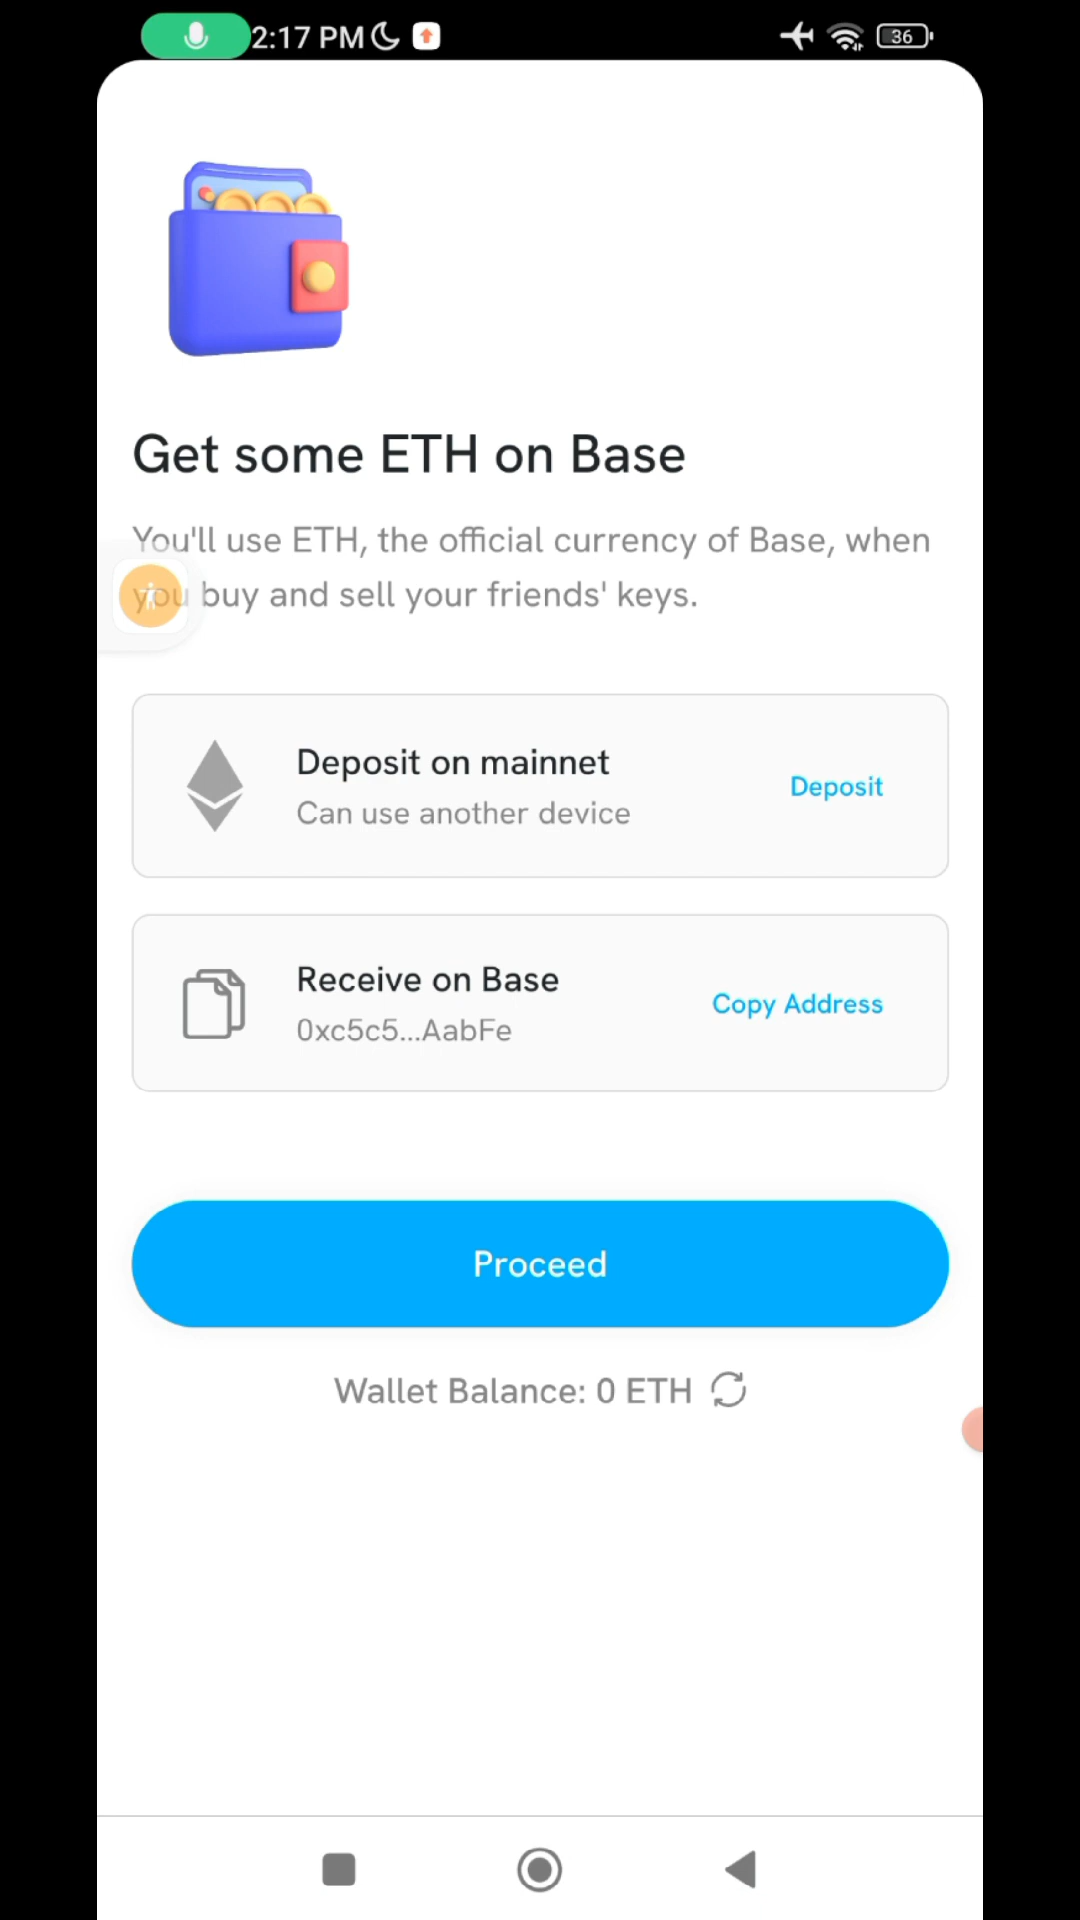 2:17 PM
36
Get some ETH on Base
You'll use ETH, the official currency of Base, when
you buy and sell your friends' keys.
Deposit on mainnet
Can use another device
Deposit
Receive on Base
0xc5c5...AabFe
Copy Address
Proceed
Wallet Balance: 0 ETH